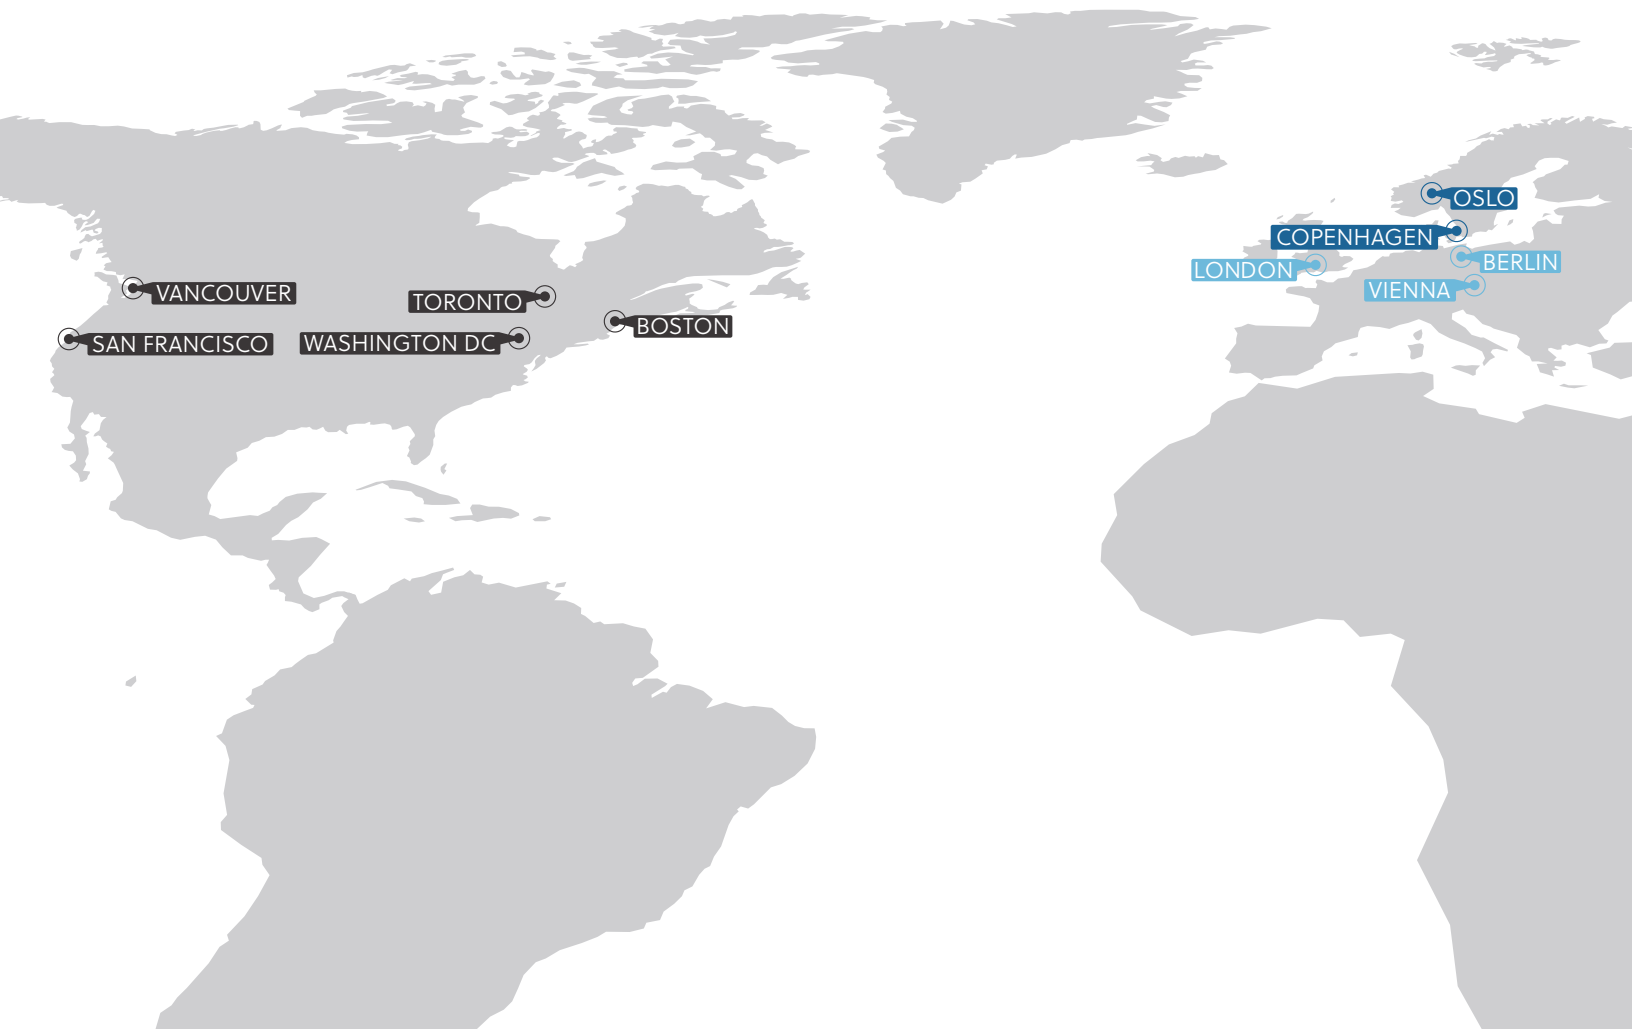 OSLO
COPENHAGEN
BERLIN
LONDON
VIENNA
VANCOUVER
TORONTO
BOSTON
SAN FRANCISCO
WASHINGTON DC